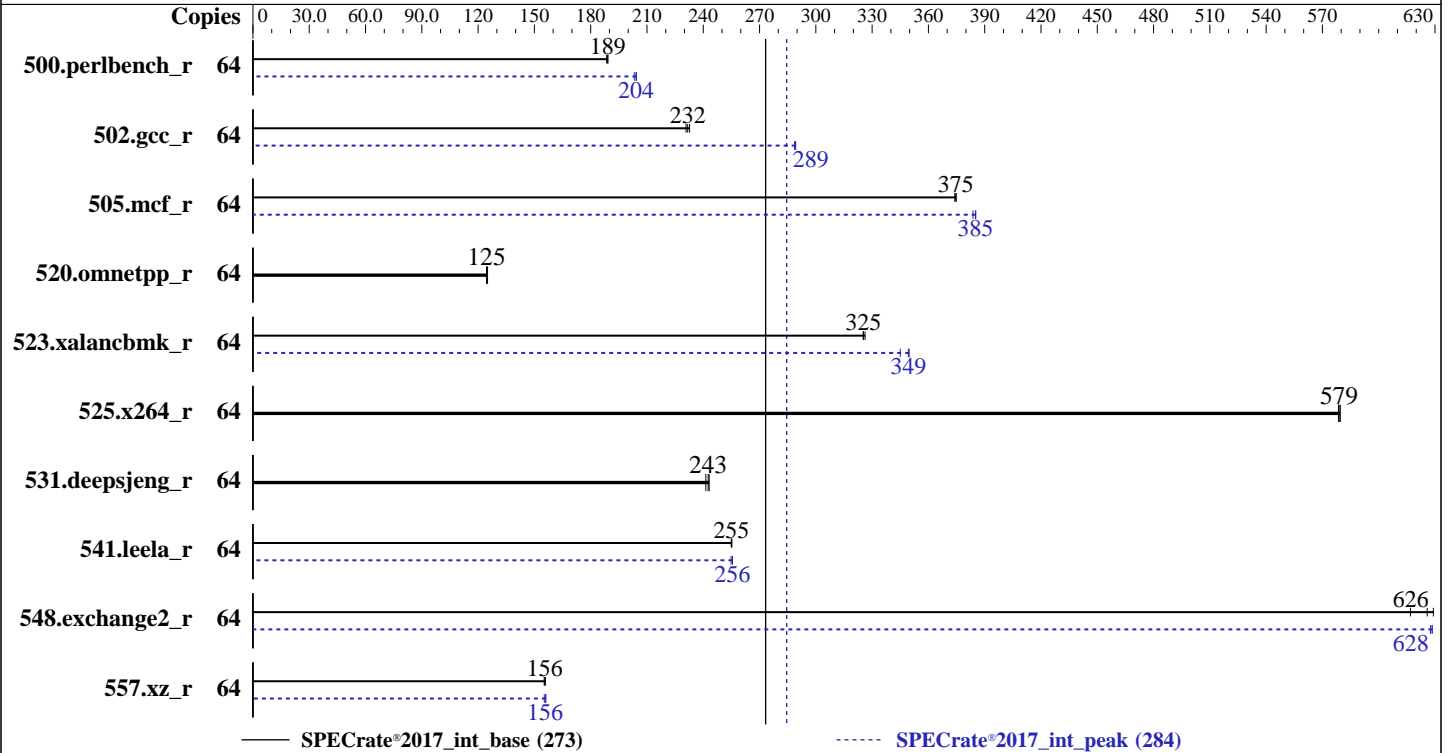 Copies 0 30.0 60.0 90.0 120 150 180 210 240 270 300 330 360 390 420 450 480 510 540 570 630
189
500.perlbench_r 64
204
232
502.gcc_r 64
289
375
505.mcf_r 64
385
125
520.omnetpp_r 64
325
523.xalancbmk_r 64
349
579
525.x264_r 64
243
531.deepsjeng_r 64
255
541.leela_r 64
256
626
548.exchange2_r 64
628
156
557.xz_r 64
156
SPECrate®2017_int_base (273) SPECrate®2017_int_peak (284)